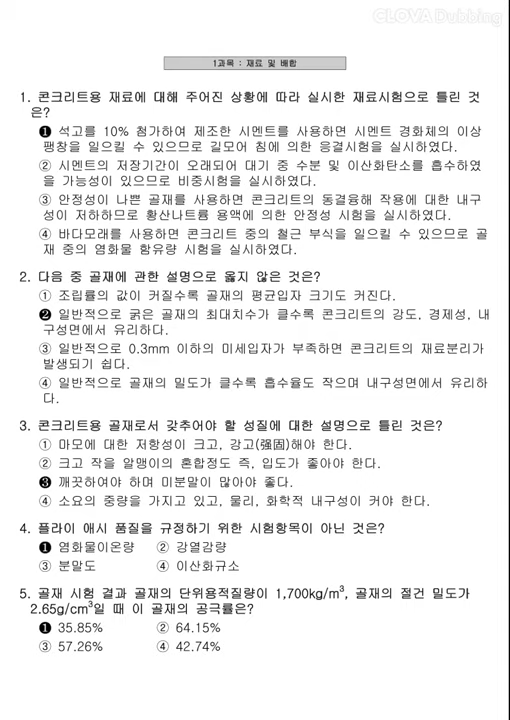 CLOVA Dubbing
1과목 : 재료 및 배합
1. 콘크리트용 재료에 대해 주어진 상황에 따라 실시한 재료시험으로 틀린 것
은?
❶ 석고를 10% 첨가하여 제조한 시멘트를 사용하면 시멘트 경화체의 이상
팽창을 일으킬 수 있으므로 길모어 침에 의한 응결시험을 실시하였다.
② 시멘트의 저장기간이 오래되어 대기 중 수분 및 이산화탄소를 흡수하였
을 가능성이 있으므로 비중시험을 실시하였다.
③ 안정성이 나쁜 골재를 사용하면 콘크리트의 동결융해 작용에 대한 내구
성이 저하하므로 황산나트륨 용액에 의한 안정성 시험을 실시하였다.
④ 바다모래를 사용하면 콘크리트 중의 철근 부식을 일으킬 수 있으므로 골
재 중의 염화물 함유량 시험을 실시하였다.
2. 다음 중 골재에 관한 설명으로 옳지 않은 것은?
① 조립률의 값이 커질수록 골재의 평균입자 크기도 커진다.
❷ 일반적으로 굵은 골재의 최대치수가 클수록 콘크리트의 강도, 경제성, 내
구성면에서 유리하다.
③ 일반적으로 0.3mm 이하의 미세입자가 부족하면 콘크리트의 재료분리가
발생되기 쉽다.
④ 일반적으로 골재의 밀도가 클수록 흡수율도 작으며 내구성면에서 유리하
다.
3. 콘크리트용 골재로서 갖추어야 할 성질에 대한 설명으로 틀린 것은?
① 마모에 대한 저항성이 크고, 강고(强固)해야 한다.
② 크고 작을 알맹이의 혼합정도 즉, 입도가 좋아야 한다.
❸ 깨끗하여야 하며 미분말이 많아야 좋다.
④ 소요의 중량을 가지고 있고, 물리, 화학적 내구성이 커야 한다.
4. 플라이 애시 품질을 규정하기 위한 시험항목이 아닌 것은?
❶ 염화물이온량 ② 강열감량
③ 분말도 ④ 이산화규소
5. 골재 시험 결과 골재의 단위용적질량이 1,700kg/m³, 골재의 절건 밀도가
2.65g/cm³일 때 이 골재의 공극률은?
❶ 35.85% ② 64.15%
③ 57.26% ④ 42.74%